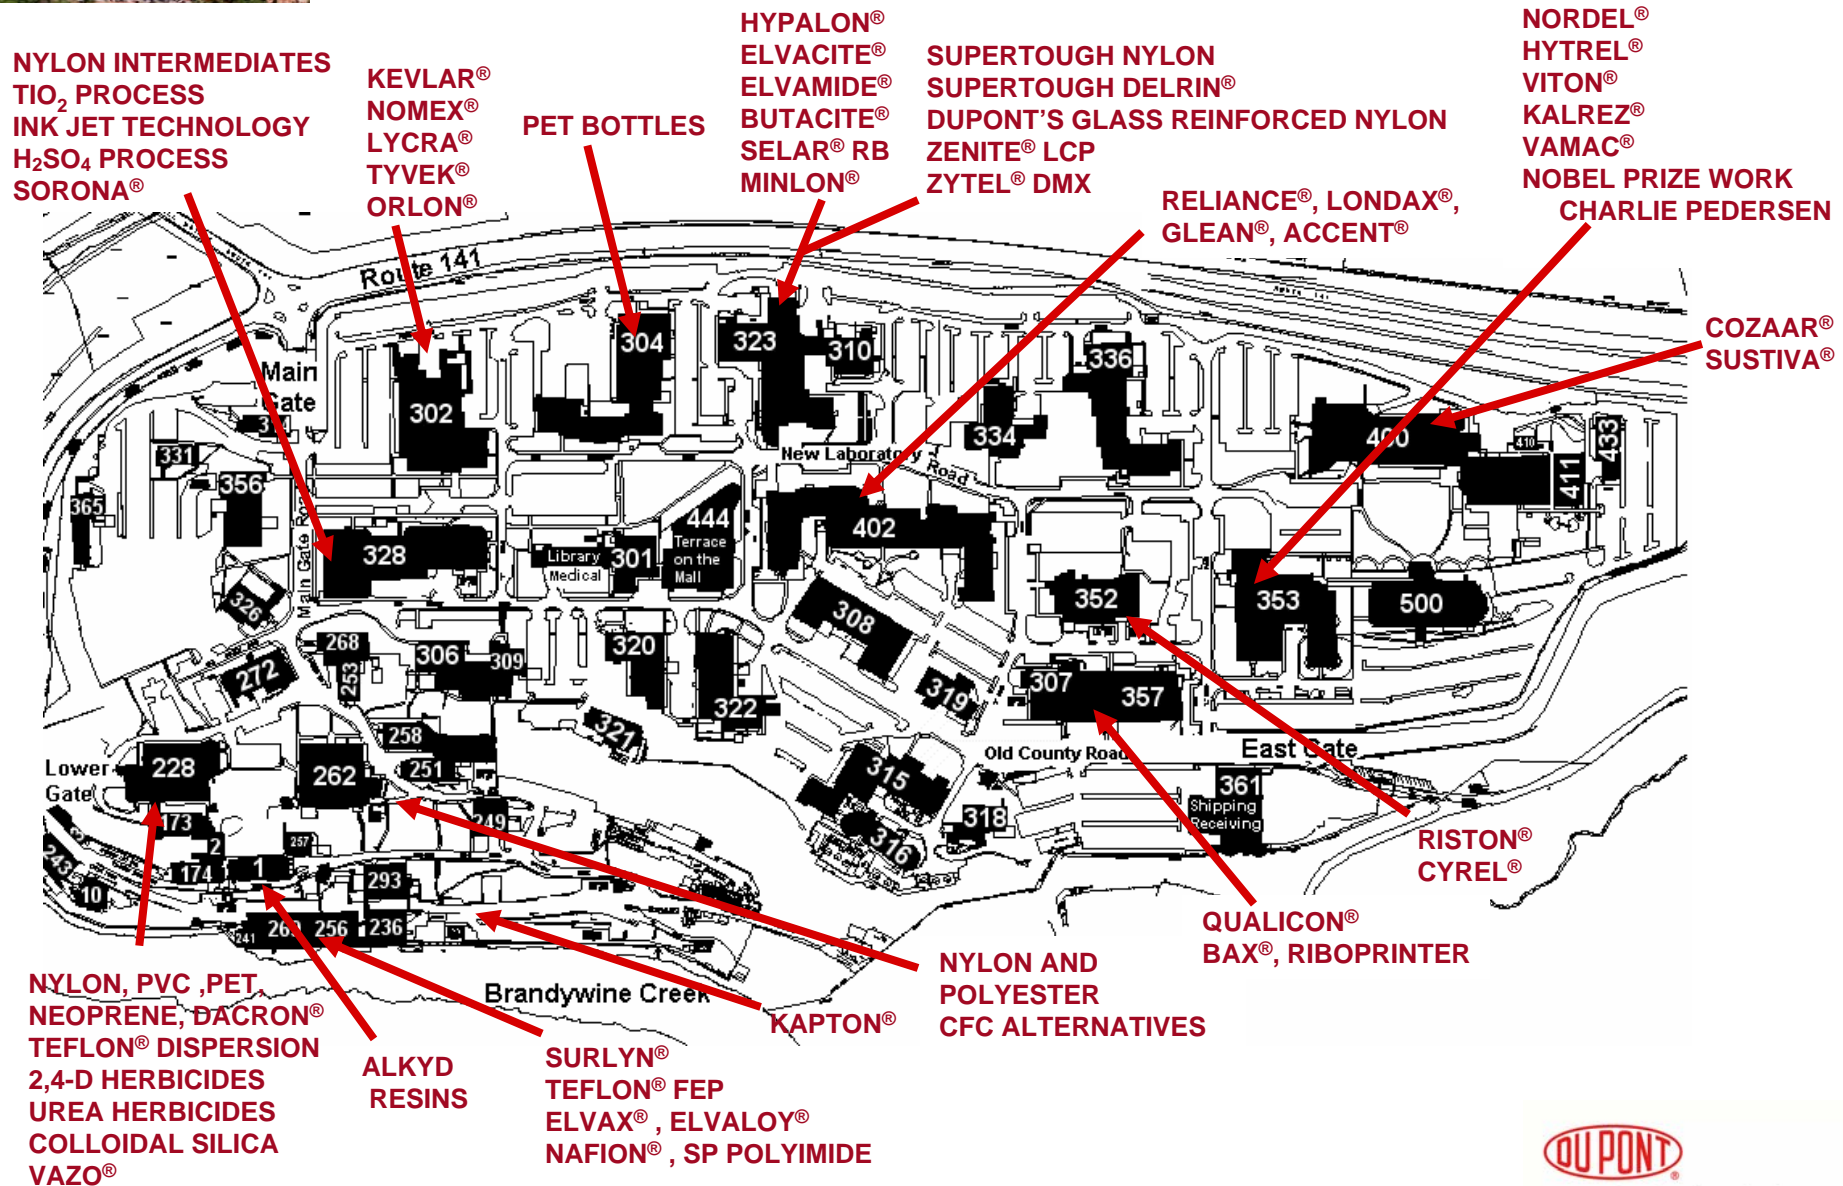 HYPALON®
ELVACITE®
ELVAMIDE®
BUTACITE®
SELAR® RB
MINLON®
NORDEL®
HYTREL®
VITON®
KALREZ®
VAMAC®
NOBEL PRIZE WORK
CHARLIE PEDERSEN
NYLON INTERMEDIATES
TIO₂ PROCESS
INK JET TECHNOLOGY
H₂SO₄ PROCESS
SORONA®
KEVLAR®
NOMEX®
LYCRA®
TYVEK®
ORLON®
PET BOTTLES
SUPERTOUGH NYLON
SUPERTOUGH DELRIN®
DUPONT'S GLASS REINFORCED NYLON
ZENITE® LCP
ZYTEL® DMX
RELIANCE®, LONDAX®,
GLEAN®, ACCENT®
COZAAR®
SUSTIVA®
Route 141
Main
Gate
302
304
323
310
336
334
400
410
411
433
331
356
365
New Laboratory
Road
Main Gate Road
328
Library
Medical
301
444
Terrace
on the
Mall
402
326
308
352
353
500
268
253
272
306
309
320
322
319
307
357
321
258
251
Lower
Gate
228
262
Old County Road
East Gate
315
316
318
361
Shipping
Receiving
173
2
257
249
243
10
174
1
293
241
256
236
Brandywine Creek
RISTON®
CYREL®
QUALICON®
BAX®, RIBOPRINTER
NYLON AND
POLYESTER
CFC ALTERNATIVES
KAPTON®
NYLON, PVC ,PET,
NEOPRENE, DACRON®
TEFLON® DISPERSION
2,4-D HERBICIDES
UREA HERBICIDES
COLLOIDAL SILICA
VAZO®
ALKYD
RESINS
SURLYN®
TEFLON® FEP
ELVAX® , ELVALOY®
NAFION® , SP POLYIMIDE
DU PONT®